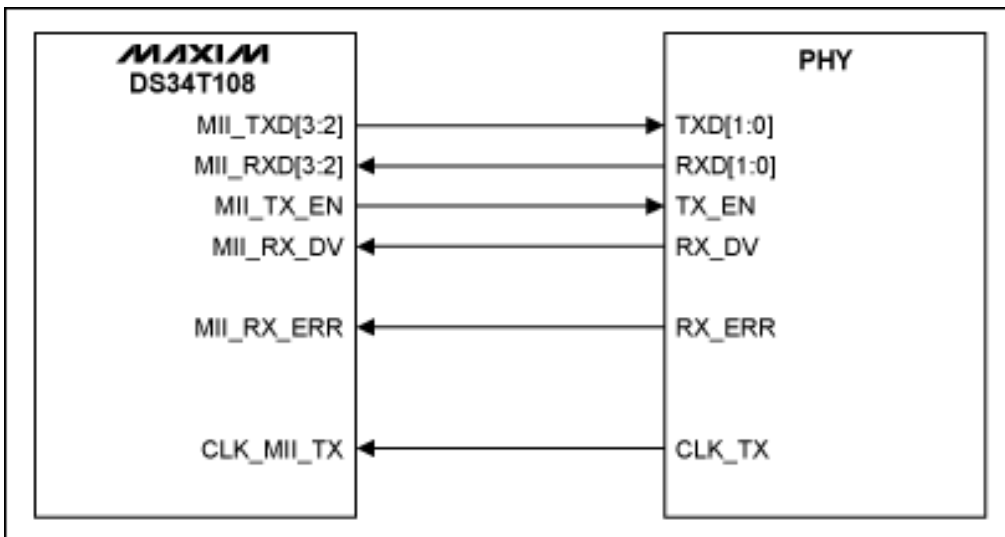 MAXIM
DS34T108
PHY
MII_TXD[3:2]
TXD[1:0]
MII_RXD[3:2]
RXD[1:0]
MII_TX_EN
TX_EN
MII_RX_DV
RX_DV
MII_RX_ERR
RX_ERR
CLK_MII_TX
CLK_TX